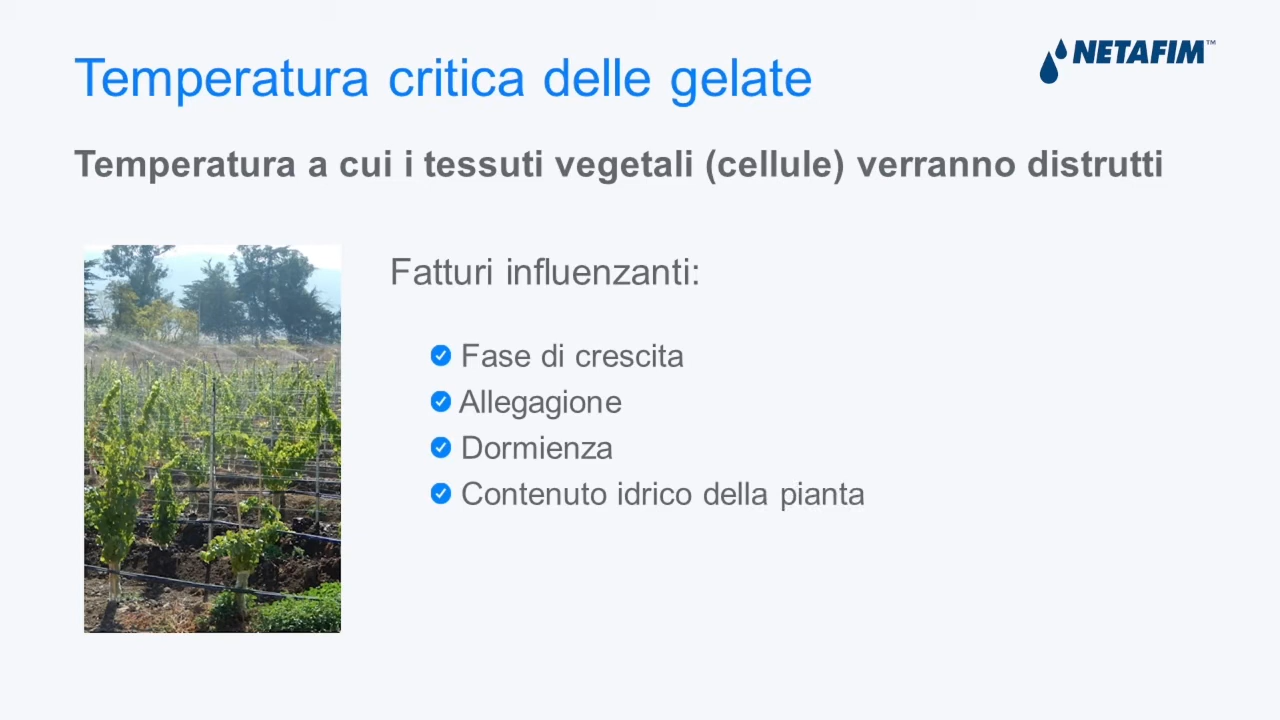 Temperatura critica delle gelate
NETAFIM™
Temperatura a cui i tessuti vegetali (cellule) verranno distrutti
Fatturi influenzanti:
Fase di crescita
Allegagione
Dormienza
Contenuto idrico della pianta